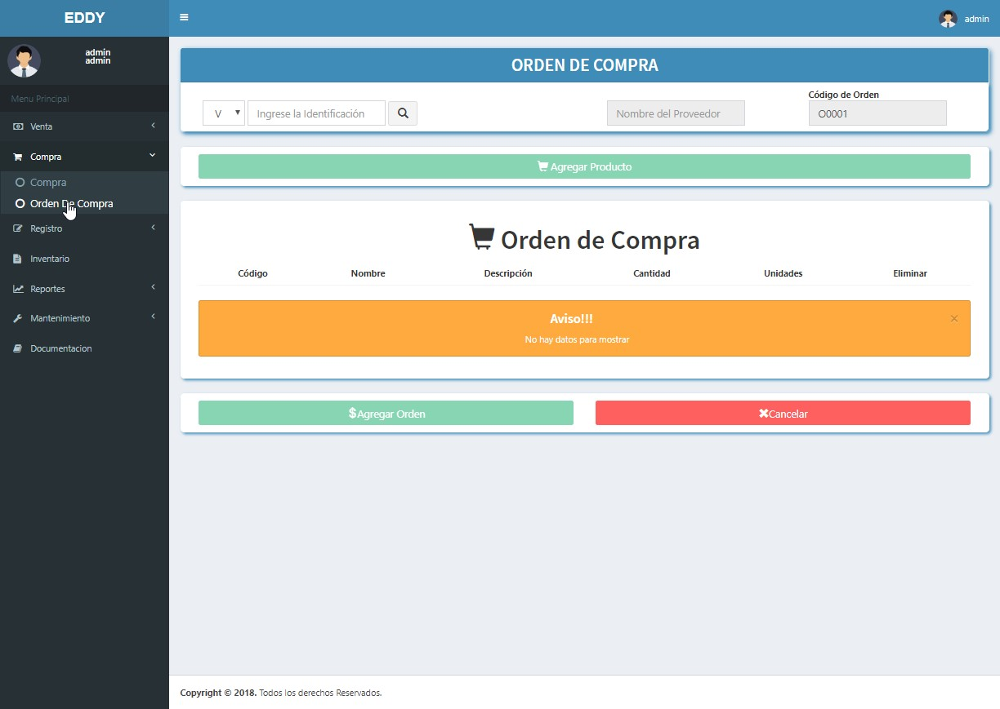 EDDY
admin
admin
admin
Menu Principal
Venta
Compra
Compra
Orden De Compra
Registro
Inventario
Reportes
Mantenimiento
Documentacion
ORDEN DE COMPRA
Código de Orden
V Ingrese la Identificación Nombre del Proveedor O0001
Agregar Producto
Orden de Compra
Código Nombre Descripción Cantidad Unidades Eliminar
Aviso!!! ×
No hay datos para mostrar
$Agregar Orden ✖Cancelar
Copyright © 2018. Todos los derechos Reservados.